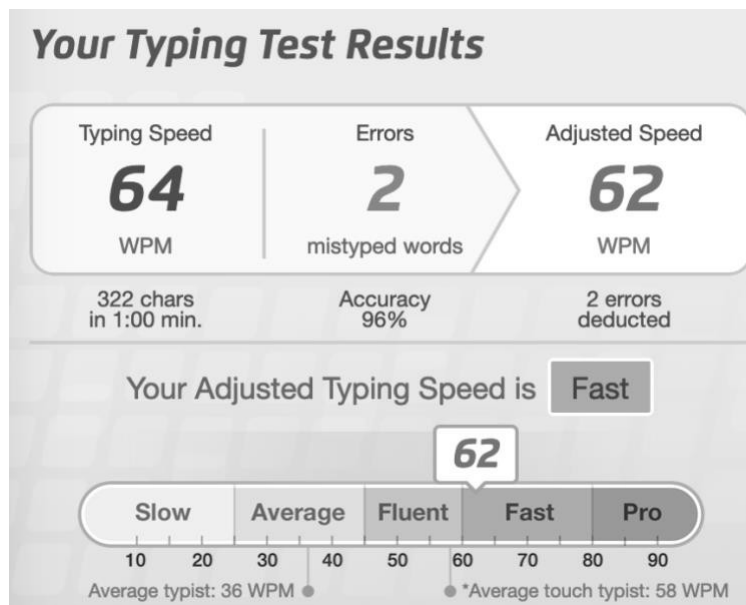 Your Typing Test Results
Typing Speed Errors Adjusted Speed
64 2 62
WPM mistyped words WPM
322 chars Accuracy 2 errors
in 1:00 min. 96% deducted
Your Adjusted Typing Speed is Fast
62
Slow Average Fluent Fast Pro
10 20 30 40 50 60 70 80 90
Average typist: 36 WPM *Average touch typist: 58 WPM